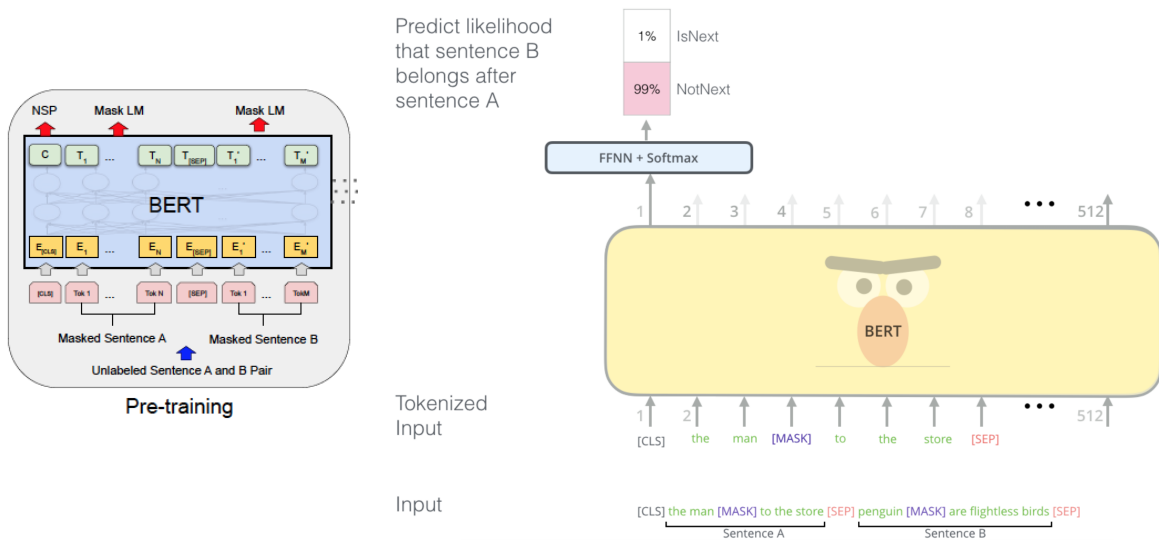 NSP Mask LM Mask LM
C T1 ... TN T[SEP] T1' ... TM'
BERT
E[CLS] E1 ... EN E[SEP] E1' ... EM'
[CLS] Tok 1 ... Tok N [SEP] Tok 1 ... TokM
Masked Sentence A Masked Sentence B
Unlabeled Sentence A and B Pair
Pre-training
Predict likelihood
that sentence B
belongs after
sentence A
1% IsNext
99% NotNext
FFNN + Softmax
1 2 3 4 5 6 7 8 ••• 512
BERT
Tokenized
Input
1 2 ••• 512
[CLS] the man [MASK] to the store [SEP]
Input
[CLS] the man [MASK] to the store [SEP] penguin [MASK] are flightless birds [SEP]
Sentence A Sentence B